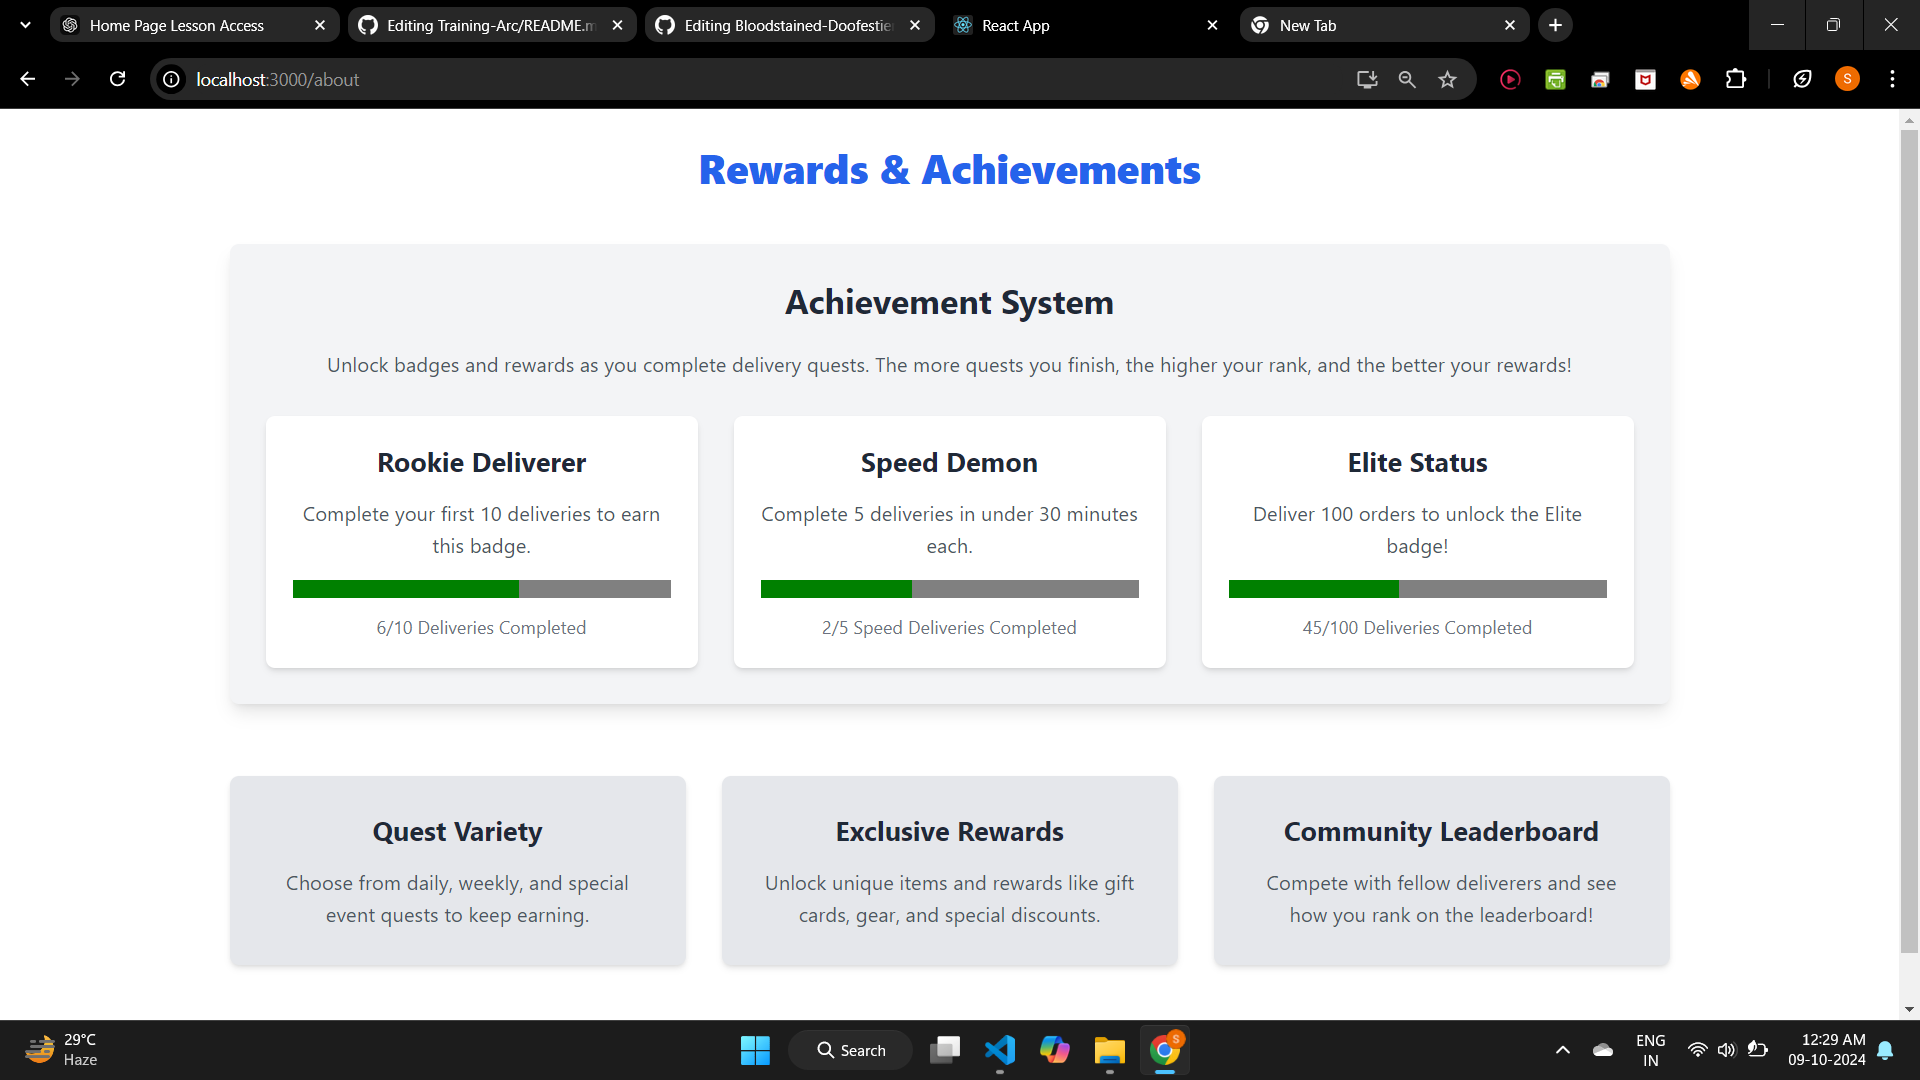 Home Page Lesson Access
Editing Training-Arc/README.m
Editing Bloodstained-Doofestie
React App
New Tab
localhost:3000/about
S
Rewards & Achievements
Achievement System
Unlock badges and rewards as you complete delivery quests. The more quests you finish, the higher your rank, and the better your rewards!
Rookie Deliverer
Complete your first 10 deliveries to earn
this badge.
6/10 Deliveries Completed
Speed Demon
Complete 5 deliveries in under 30 minutes
each.
2/5 Speed Deliveries Completed
Elite Status
Deliver 100 orders to unlock the Elite
badge!
45/100 Deliveries Completed
Quest Variety
Choose from daily, weekly, and special
event quests to keep earning.
Exclusive Rewards
Unlock unique items and rewards like gift
cards, gear, and special discounts.
Community Leaderboard
Compete with fellow deliverers and see
how you rank on the leaderboard!
29°C
Haze
Search
S
ENG
IN
12:29 AM
09-10-2024